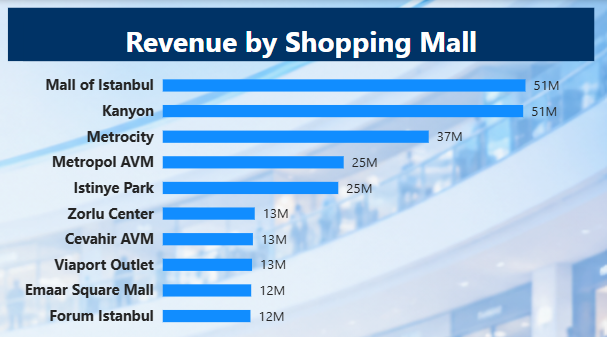 Revenue by Shopping Mall
Mall of Istanbul 51M
Kanyon 51M
Metrocity 37M
Metropol AVM 25M
Istinye Park 25M
Zorlu Center 13M
Cevahir AVM 13M
Viaport Outlet 13M
Emaar Square Mall 12M
Forum Istanbul 12M